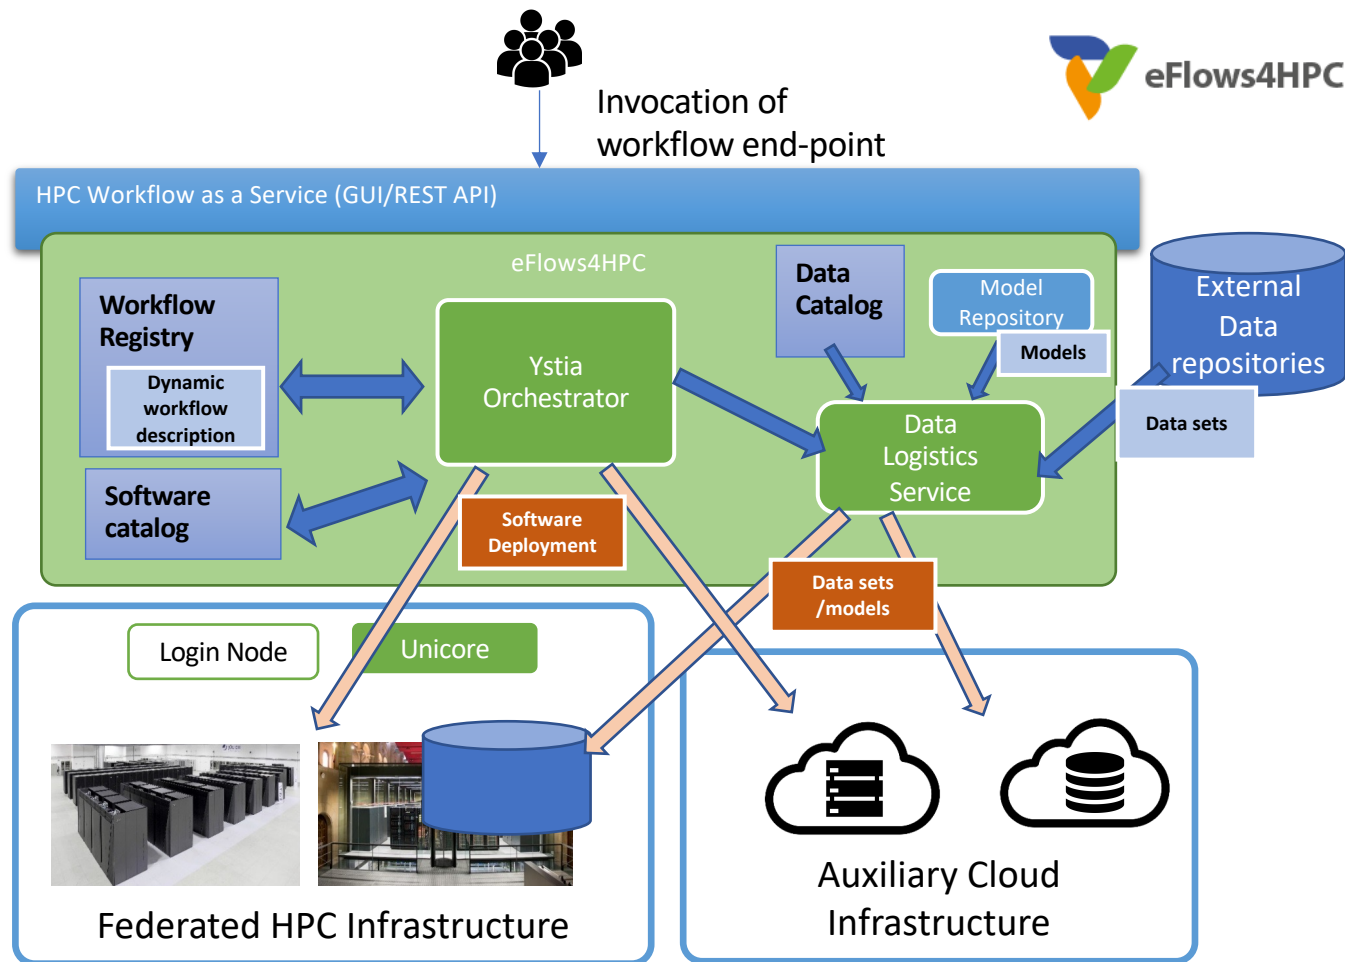 eFlows4HPC
Invocation of
workflow end-point
HPC Workflow as a Service (GUI/REST API)
eFlows4HPC
Workflow
Registry
Dynamic
workflow
description
Software
catalog
Ystia
Orchestrator
Data
Catalog
Model
Repository
Models
External
Data
repositories
Data sets
Data
Logistics
Service
Software
Deployment
Data sets
/models
Login Node
Unicore
Federated HPC Infrastructure
Auxiliary Cloud
Infrastructure